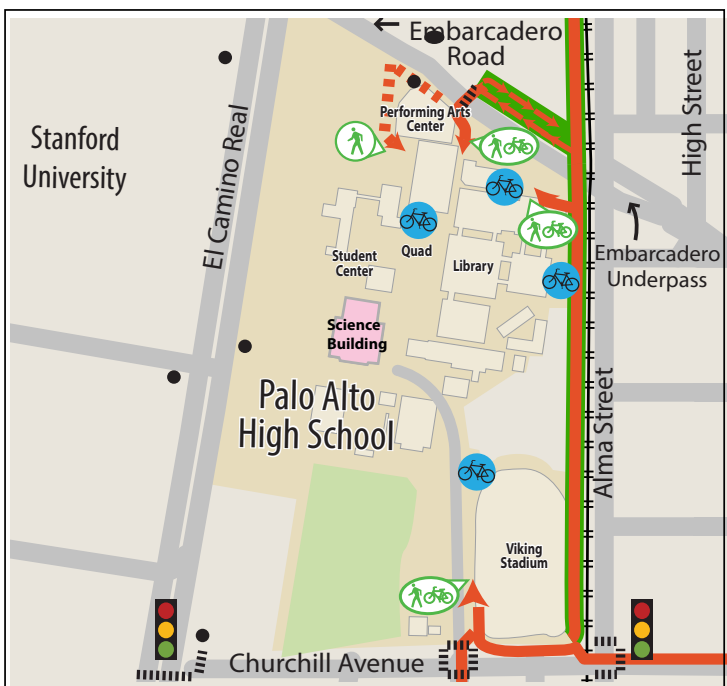 Embarcadero
Road
Performing Arts
Center
High Street
Stanford
University
El Camino Real
Quad
Student
Center
Library
Embarcadero
Underpass
Science
Building
Palo Alto
High School
Alma Street
Viking
Stadium
Churchill Avenue